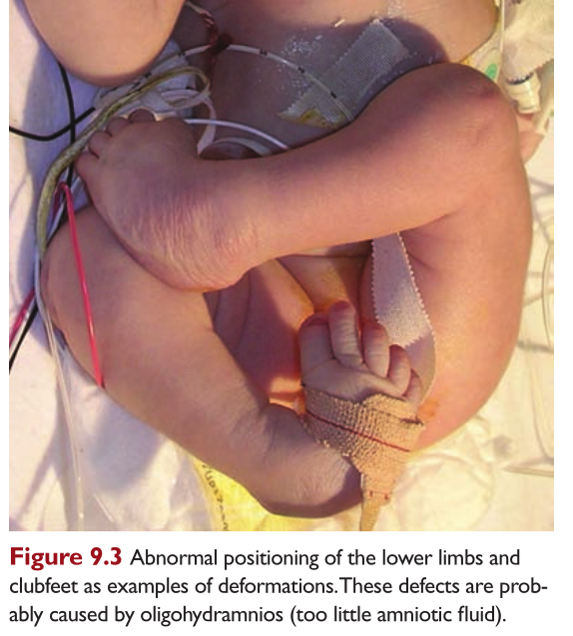 Figure 9.3 Abnormal positioning of the lower limbs and
clubfeet as examples of deformations.These defects are prob-
ably caused by oligohydramnios (too little amniotic fluid).